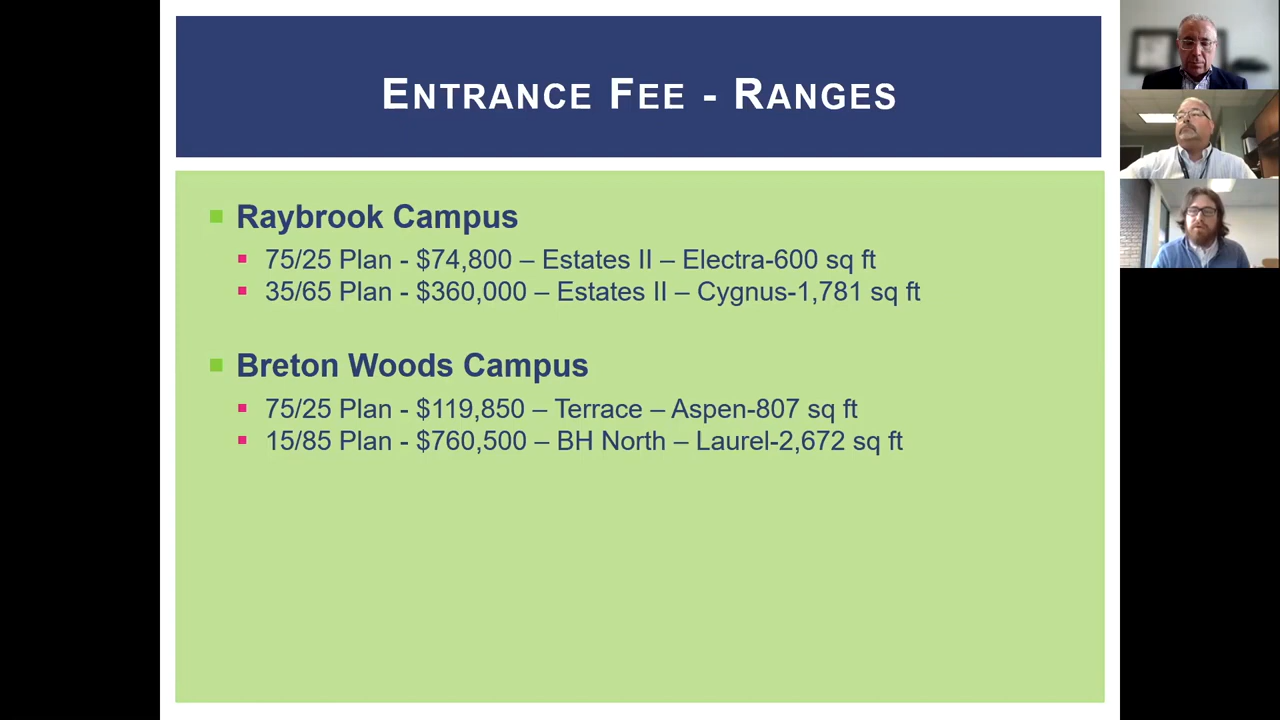 ENTRANCE FEE - RANGES
Raybrook Campus
75/25 Plan - $74,800 – Estates II – Electra-600 sq ft
35/65 Plan - $360,000 – Estates II – Cygnus-1,781 sq ft
Breton Woods Campus
75/25 Plan - $119,850 – Terrace – Aspen-807 sq ft
15/85 Plan - $760,500 – BH North – Laurel-2,672 sq ft